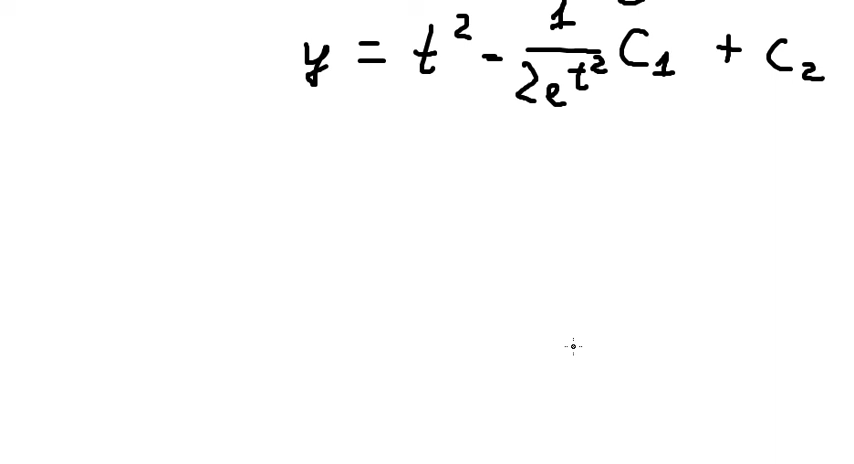 y = t² - 1/(2e^(t²)) C₁ + C₂